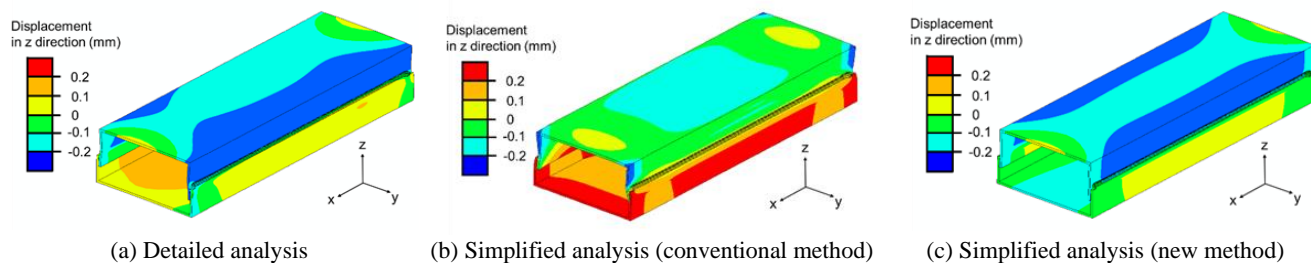 Displacement
in z direction (mm)
0.2
0.1
0
-0.1
-0.2
z
x
y
(a) Detailed analysis
Displacement
in z direction (mm)
0.2
0.1
0
-0.1
-0.2
z
x
y
(b) Simplified analysis (conventional method)
Displacement
in z direction (mm)
0.2
0.1
0
-0.1
-0.2
z
x
y
(c) Simplified analysis (new method)